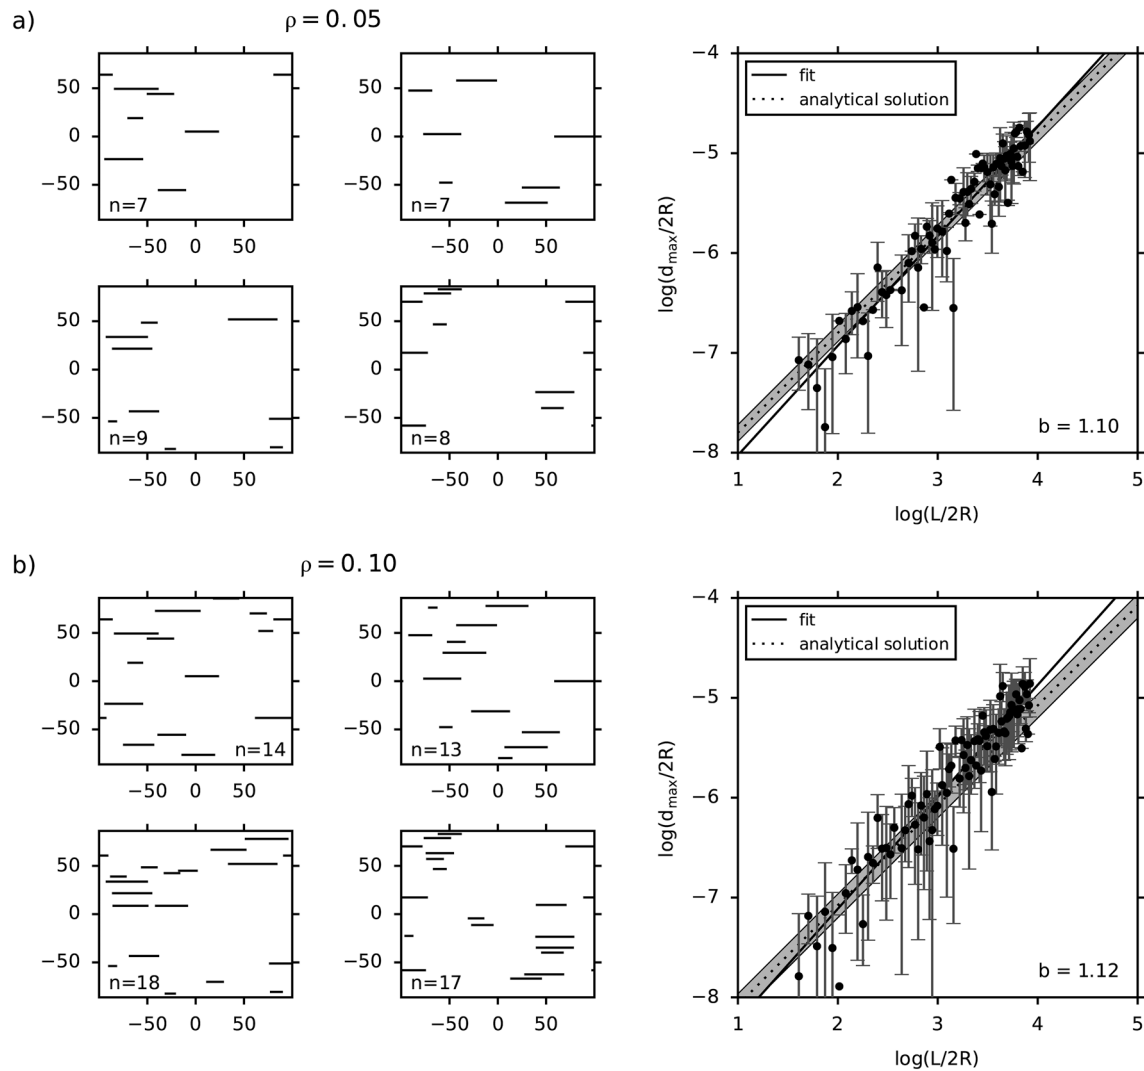 a)
ρ = 0.05
50
0
−50
n=7
−50 0 50
50
0
−50
n=7
−50 0 50
50
0
−50
n=9
−50 0 50
50
0
−50
n=8
−50 0 50
−4
−5
−6
−7
−8
log(d_max/2R)
fit
analytical solution
b = 1.10
1 2 3 4 5
log(L/2R)
b)
ρ = 0.10
50
0
−50
n=14
−50 0 50
50
0
−50
n=13
−50 0 50
50
0
−50
n=18
−50 0 50
50
0
−50
n=17
−50 0 50
−4
−5
−6
−7
−8
log(d_max/2R)
fit
analytical solution
b = 1.12
1 2 3 4 5
log(L/2R)